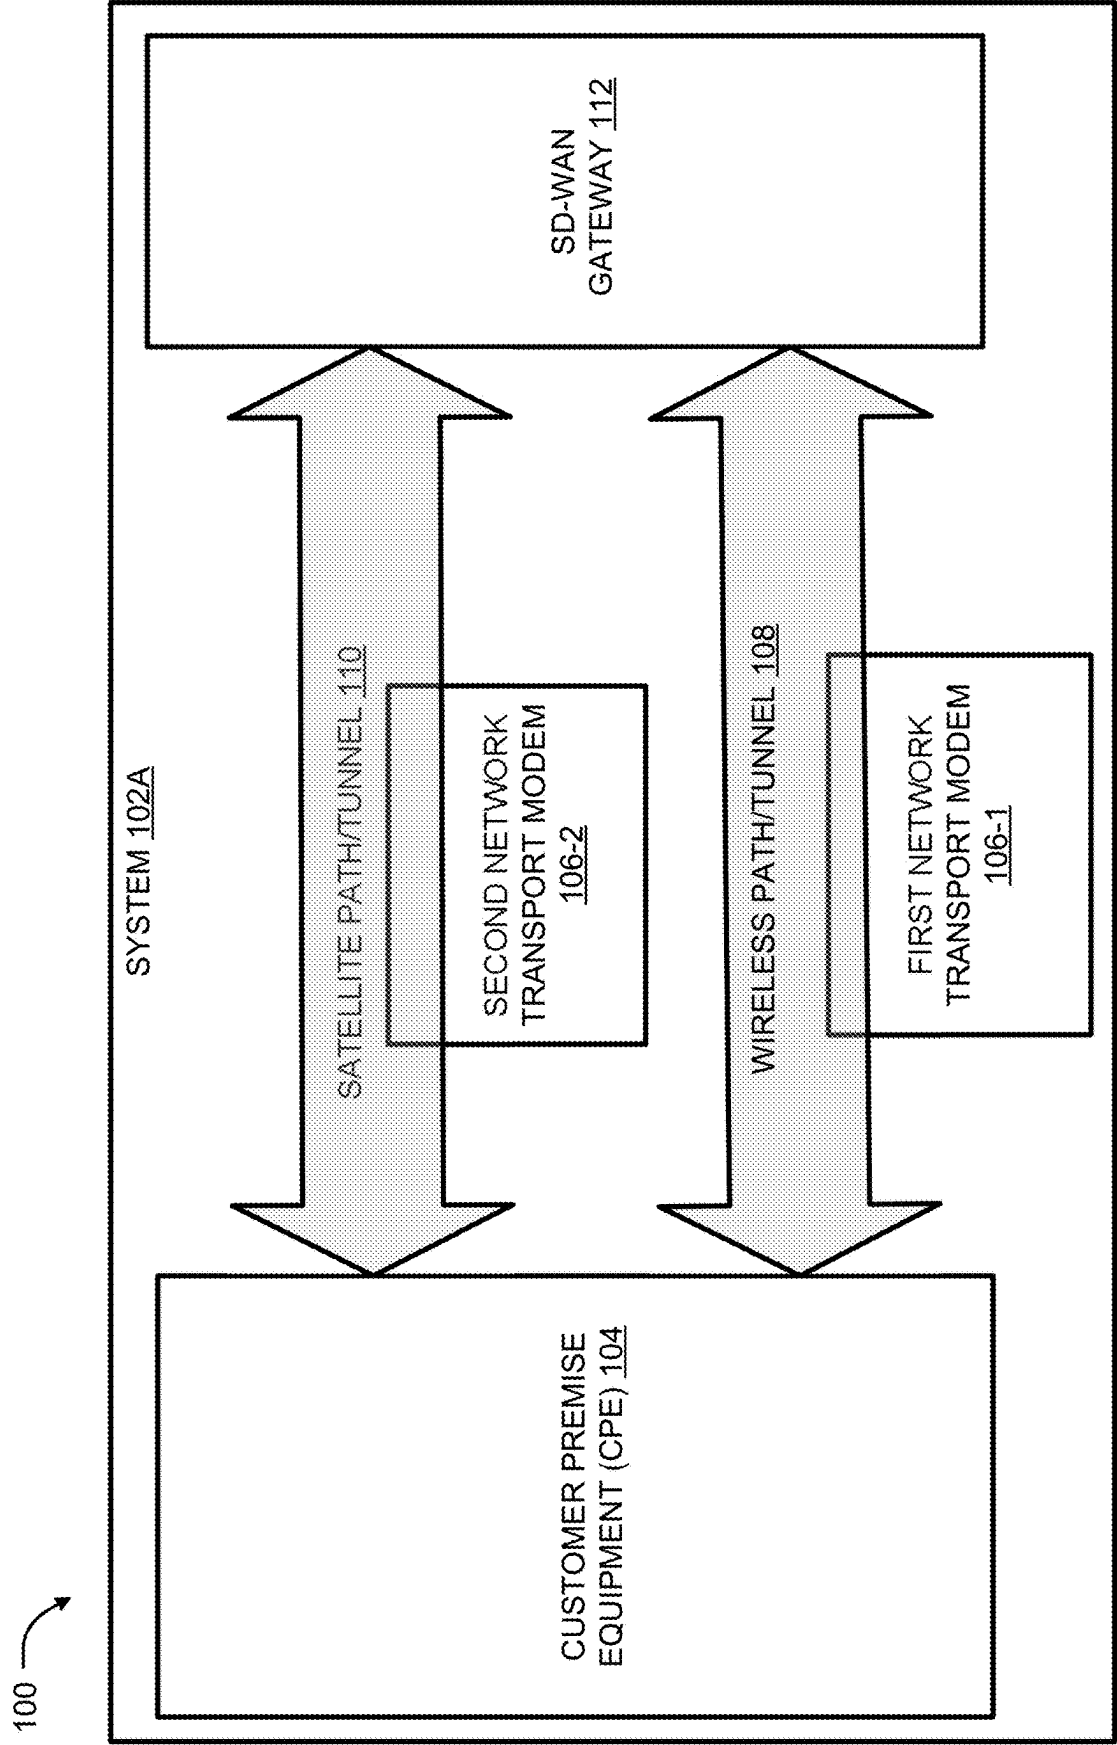 100
SYSTEM 102A
CUSTOMER PREMISE
EQUIPMENT (CPE) 104
SATELLITE PATH/TUNNEL 110
SECOND NETWORK
TRANSPORT MODEM
106-2
WIRELESS PATH/TUNNEL 108
FIRST NETWORK
TRANSPORT MODEM
106-1
SD-WAN
GATEWAY 112